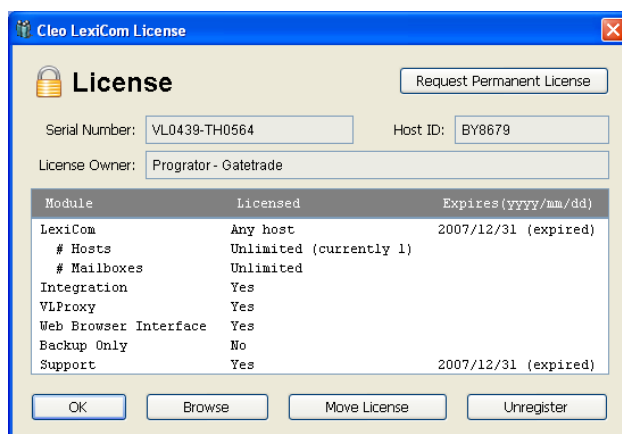 Cleo LexiCom License
License
Request Permanent License
Serial Number: VL0439-TH0564 Host ID: BY8679
License Owner: Progrator - Gatetrade
Module Licensed Expires(yyyy/mm/dd)
LexiCom Any host 2007/12/31 (expired)
# Hosts Unlimited (currently 1)
# Mailboxes Unlimited
Integration Yes
VLProxy Yes
Web Browser Interface Yes
Backup Only No
Support Yes 2007/12/31 (expired)
OK Browse Move License Unregister